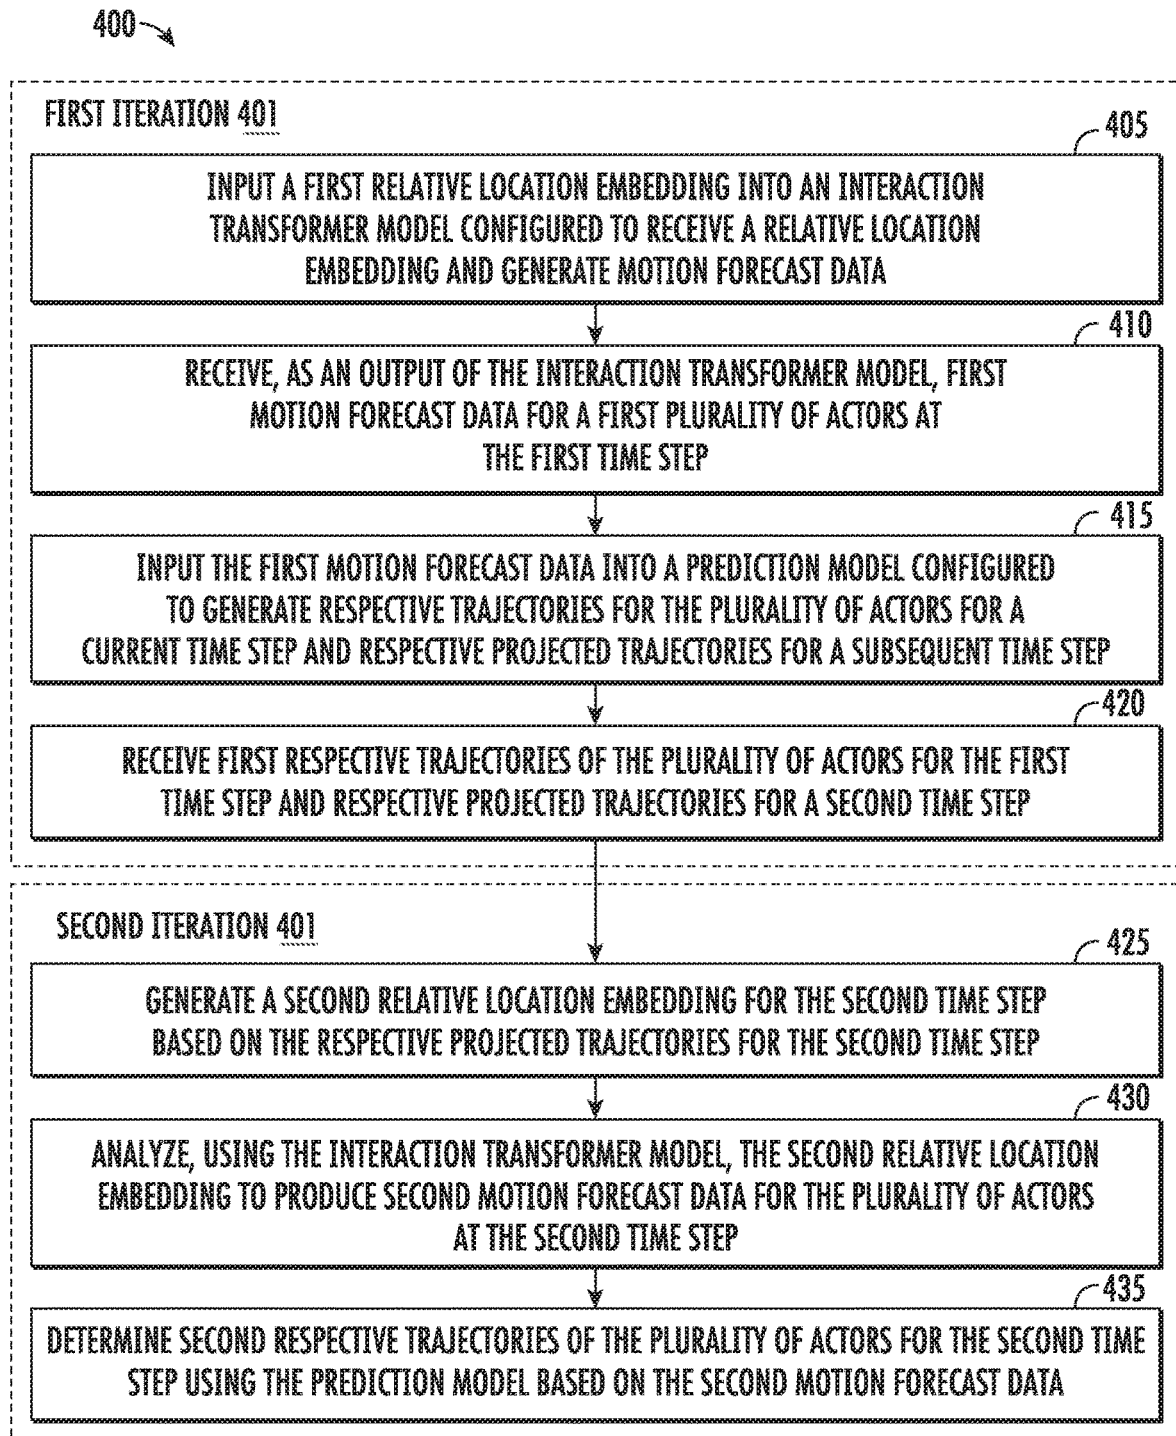 400
FIRST ITERATION 401
405
INPUT A FIRST RELATIVE LOCATION EMBEDDING INTO AN INTERACTION
TRANSFORMER MODEL CONFIGURED TO RECEIVE A RELATIVE LOCATION
EMBEDDING AND GENERATE MOTION FORECAST DATA
410
RECEIVE, AS AN OUTPUT OF THE INTERACTION TRANSFORMER MODEL, FIRST
MOTION FORECAST DATA FOR A FIRST PLURALITY OF ACTORS AT
THE FIRST TIME STEP
415
INPUT THE FIRST MOTION FORECAST DATA INTO A PREDICTION MODEL CONFIGURED
TO GENERATE RESPECTIVE TRAJECTORIES FOR THE PLURALITY OF ACTORS FOR A
CURRENT TIME STEP AND RESPECTIVE PROJECTED TRAJECTORIES FOR A SUBSEQUENT TIME STEP
420
RECEIVE FIRST RESPECTIVE TRAJECTORIES OF THE PLURALITY OF ACTORS FOR THE FIRST
TIME STEP AND RESPECTIVE PROJECTED TRAJECTORIES FOR A SECOND TIME STEP
SECOND ITERATION 401
425
GENERATE A SECOND RELATIVE LOCATION EMBEDDING FOR THE SECOND TIME STEP
BASED ON THE RESPECTIVE PROJECTED TRAJECTORIES FOR THE SECOND TIME STEP
430
ANALYZE, USING THE INTERACTION TRANSFORMER MODEL, THE SECOND RELATIVE LOCATION
EMBEDDING TO PRODUCE SECOND MOTION FORECAST DATA FOR THE PLURALITY OF ACTORS
AT THE SECOND TIME STEP
435
DETERMINE SECOND RESPECTIVE TRAJECTORIES OF THE PLURALITY OF ACTORS FOR THE SECOND TIME
STEP USING THE PREDICTION MODEL BASED ON THE SECOND MOTION FORECAST DATA